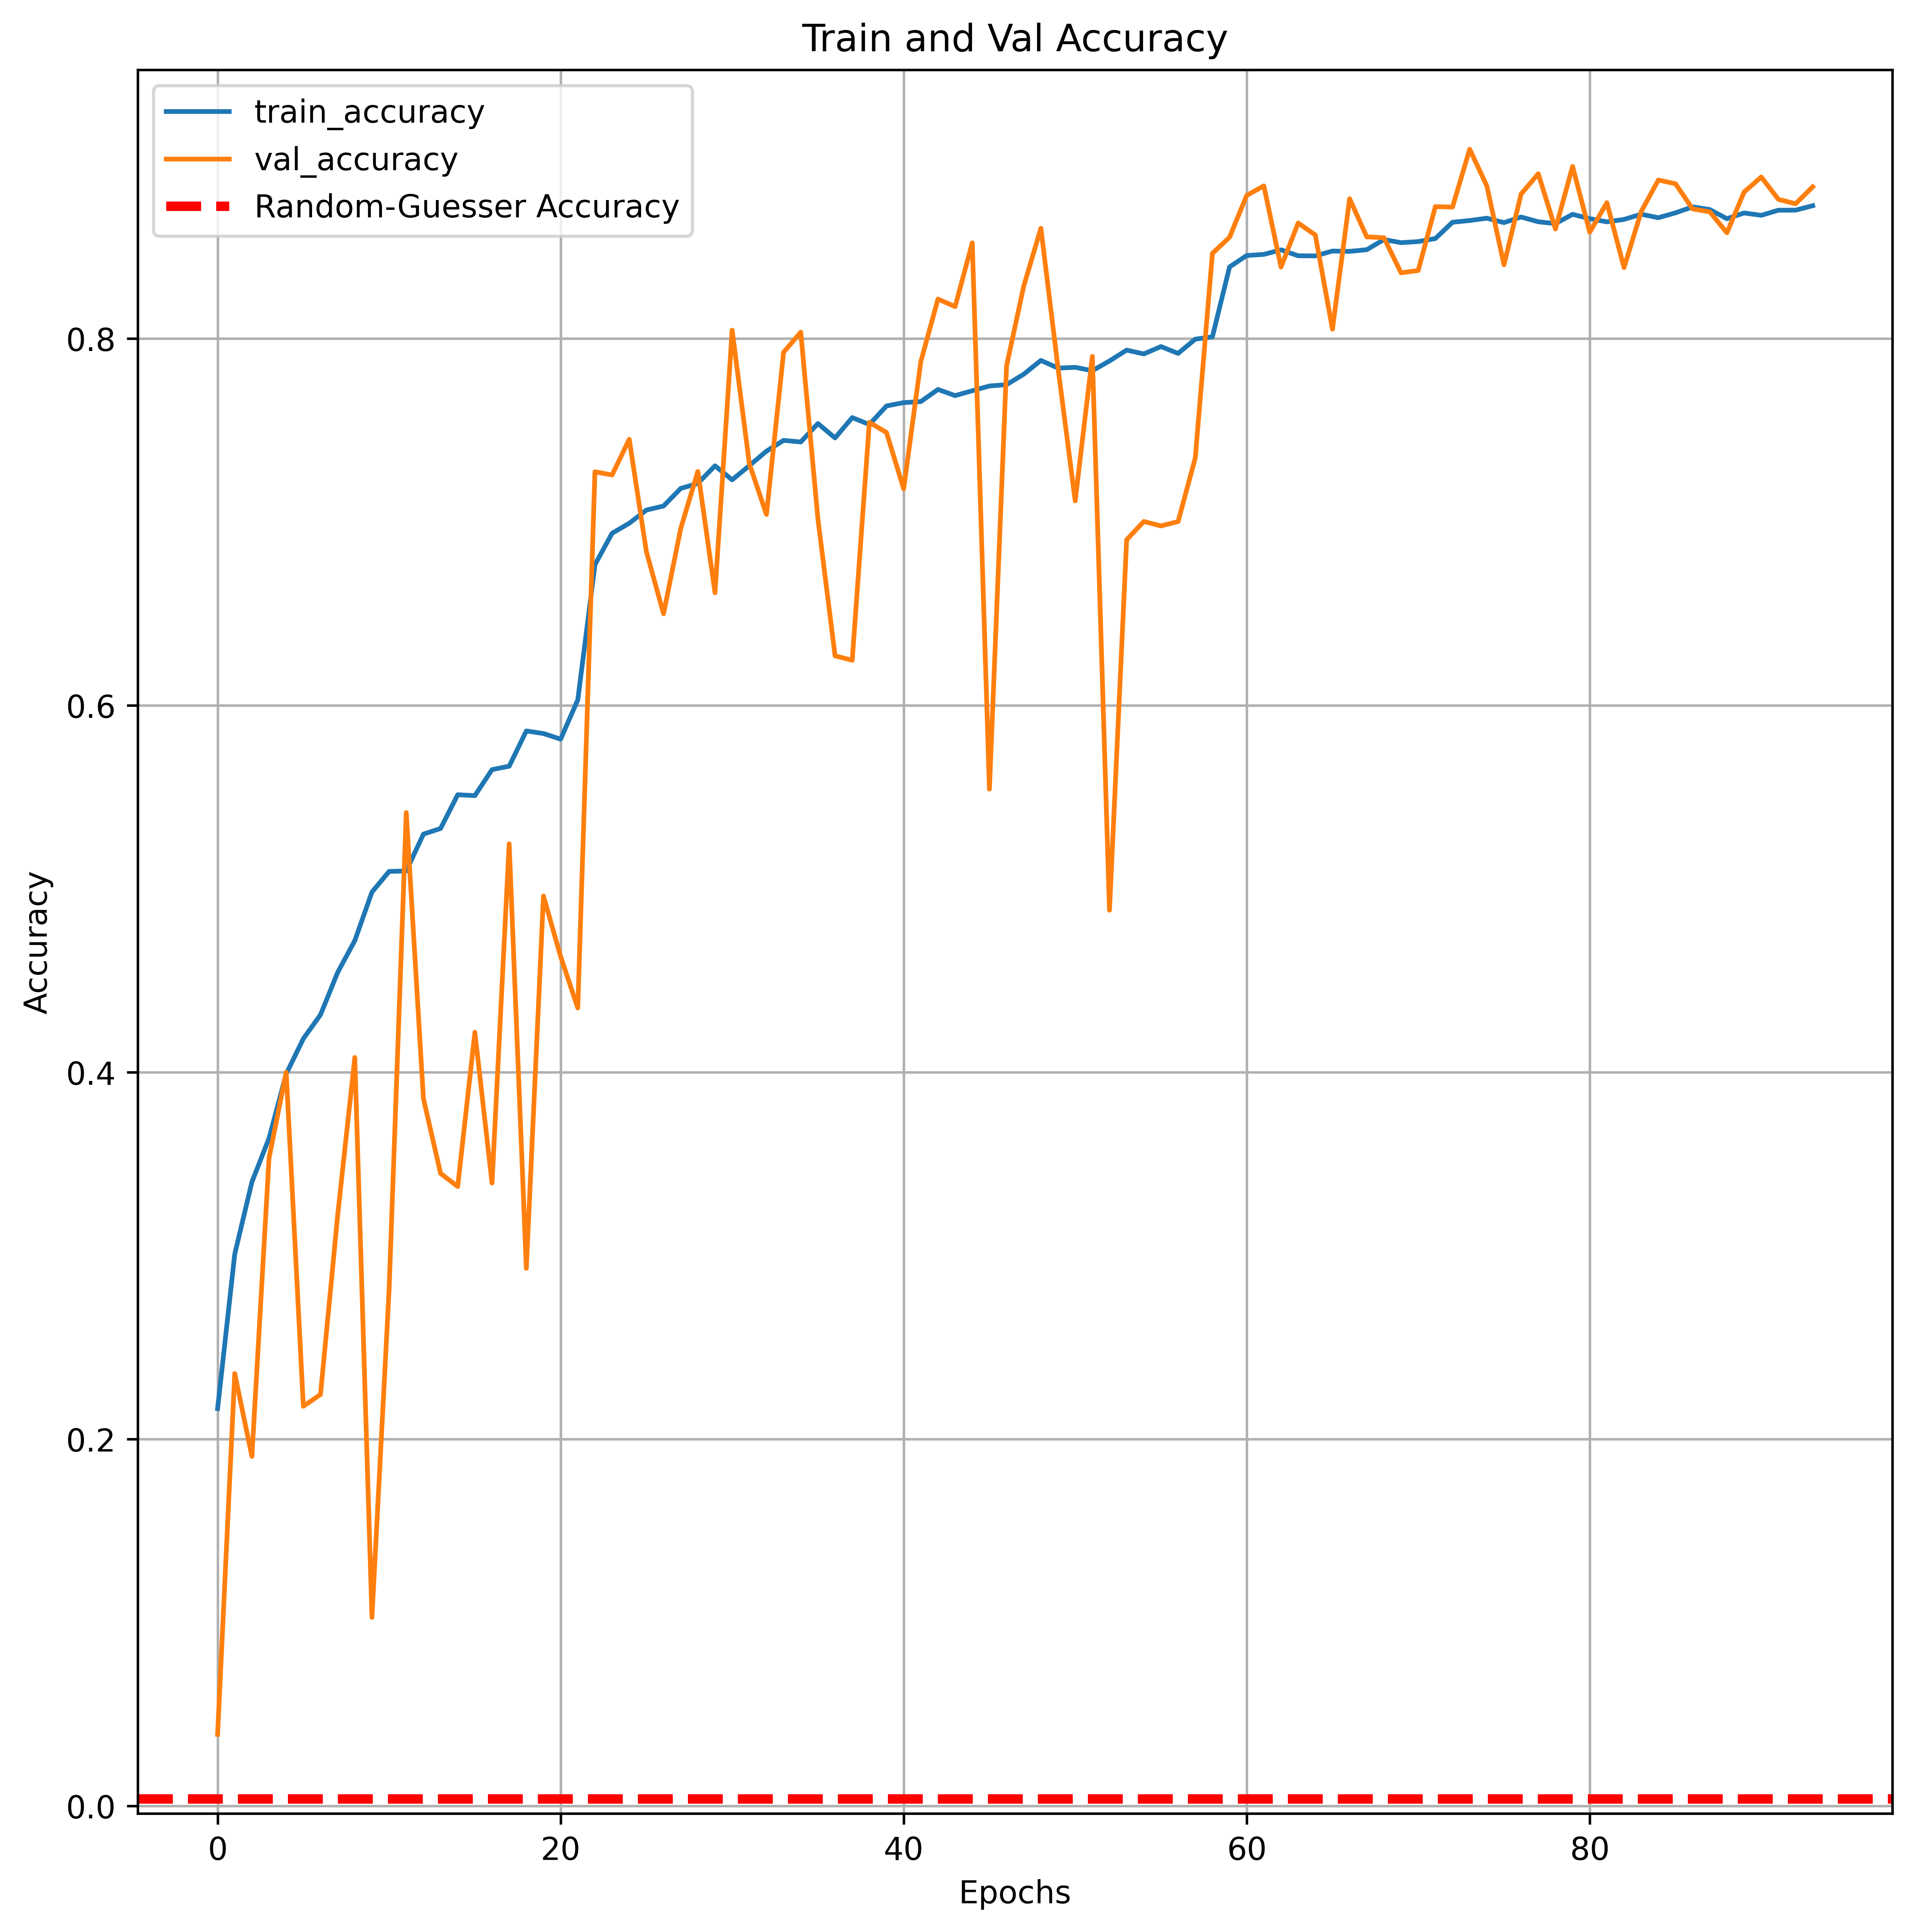 Train and Val Accuracy
train_accuracy
val_accuracy
Random-Guesser Accuracy
0.8
0.6
0.4
0.2
0.0
Accuracy
0 20 40 60 80
Epochs